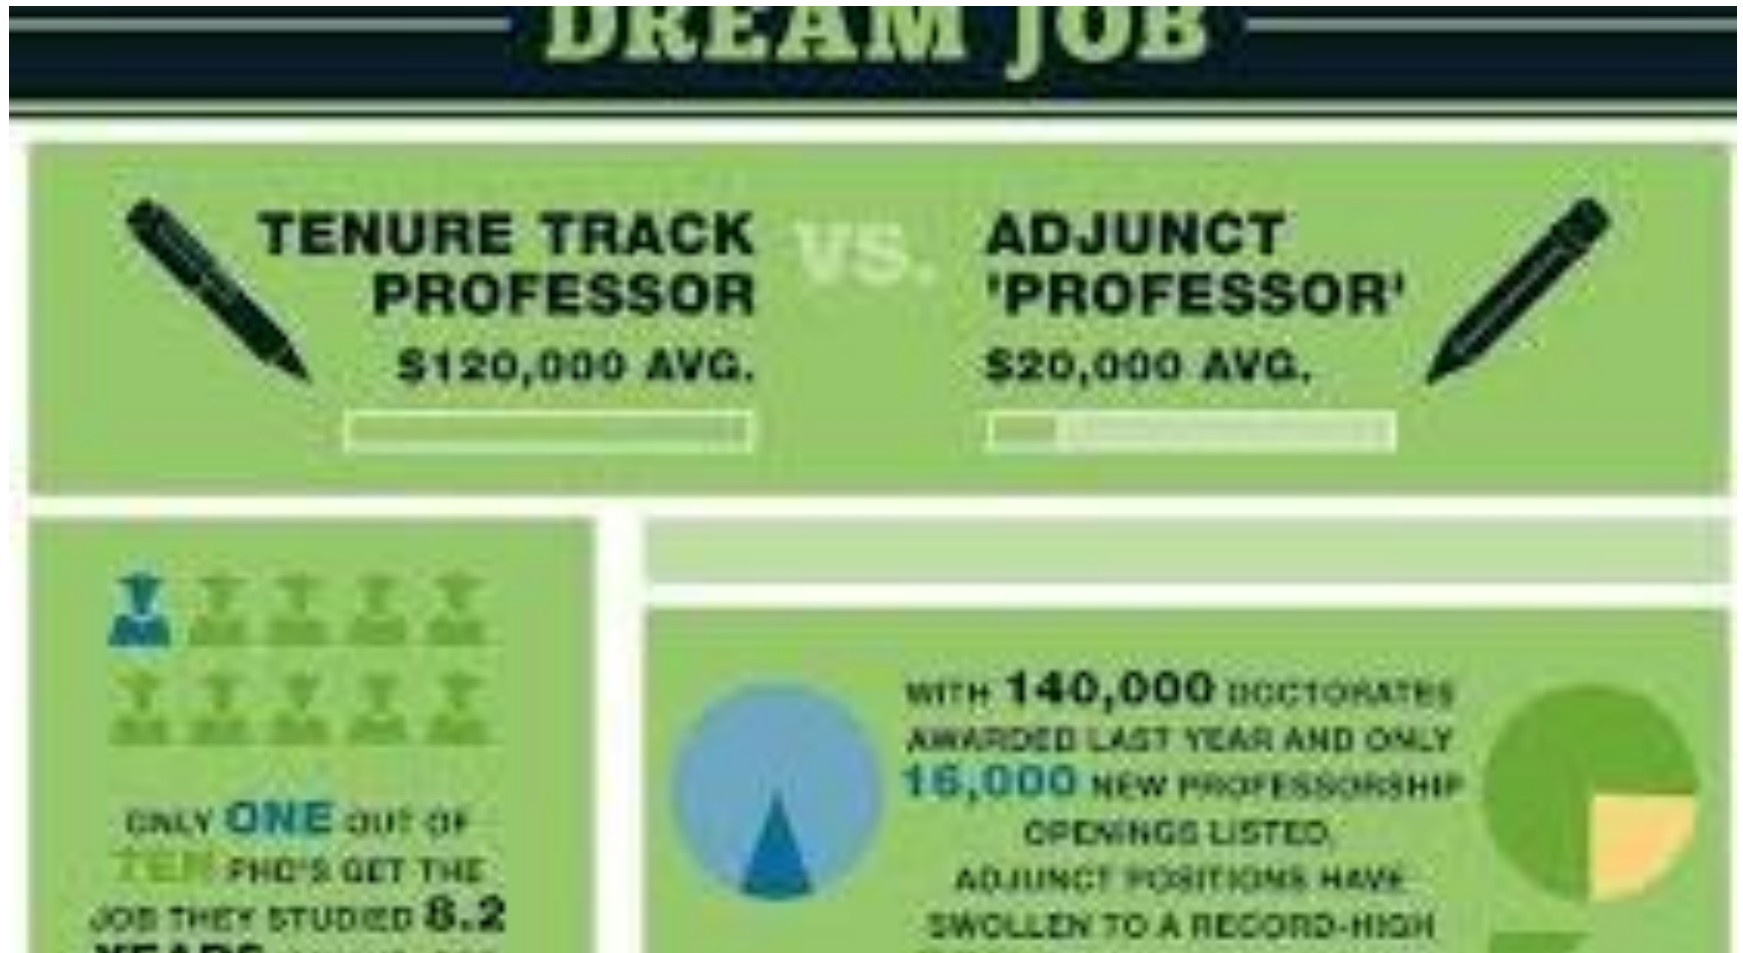 DREAM JOB
TENURE TRACK
PROFESSOR
$120,000 AVG.
VS.
ADJUNCT
'PROFESSOR'
$20,000 AVG.
ONLY ONE OUT OF
TEN PHD'S GET THE
JOB THEY STUDIED 8.2
YEARS
WITH 140,000 DOCTORATES
AWARDED LAST YEAR AND ONLY
16,000 NEW PROFESSORSHIP
OPENINGS LISTED,
ADJUNCT POSITIONS HAVE
SWOLLEN TO A RECORD-HIGH